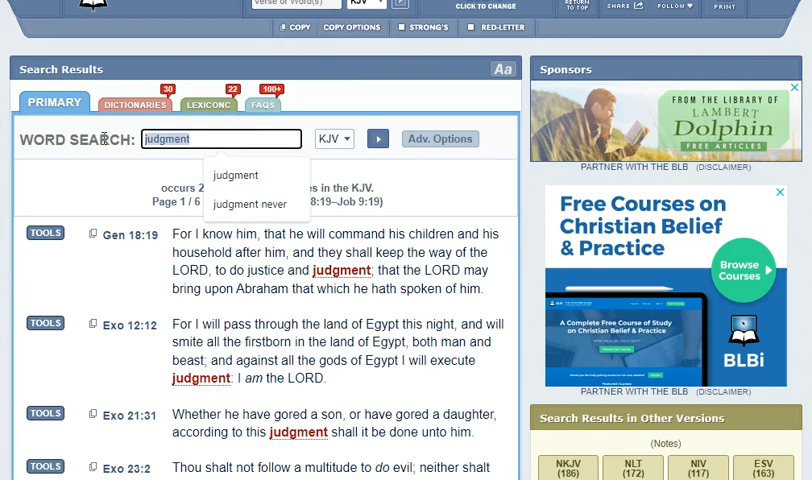 Verse or Word(s)
KJV
CLICK TO CHANGE
RETURN
TO TOP
SHARE
FOLLOW
PRINT
COPY
COPY OPTIONS
STRONG'S
RED-LETTER
Search Results
Aa
PRIMARY
DICTIONARIES
30
LEXICONC
22
FAQS
100+
WORD SEARCH:
judgment
KJV
Adv. Options
judgment
judgment never
occurs 2
es in the KJV.
Page 1 / 6
8:19–Job 9:19)
TOOLS
Gen 18:19
For I know him, that he will command his children and his
household after him, and they shall keep the way of the
LORD, to do justice and judgment; that the LORD may
bring upon Abraham that which he hath spoken of him.
TOOLS
Exo 12:12
For I will pass through the land of Egypt this night, and will
smite all the firstborn in the land of Egypt, both man and
beast; and against all the gods of Egypt I will execute
judgment: I am the LORD.
TOOLS
Exo 21:31
Whether he have gored a son, or have gored a daughter,
according to this judgment shall it be done unto him.
TOOLS
Exo 23:2
Thou shalt not follow a multitude to do evil; neither shalt
Sponsors
FROM THE LIBRARY OF
LAMBERT
Dolphin
FREE ARTICLES
PARTNER WITH THE BLB (DISCLAIMER)
Free Courses on
Christian Belief
& Practice
Browse
Courses
A Complete Free Course of Study
on Christian Belief & Practice
BLBi
PARTNER WITH THE BLB (DISCLAIMER)
Search Results in Other Versions
(Notes)
NKJV
(186)
NLT
(172)
NIV
(117)
ESV
(163)